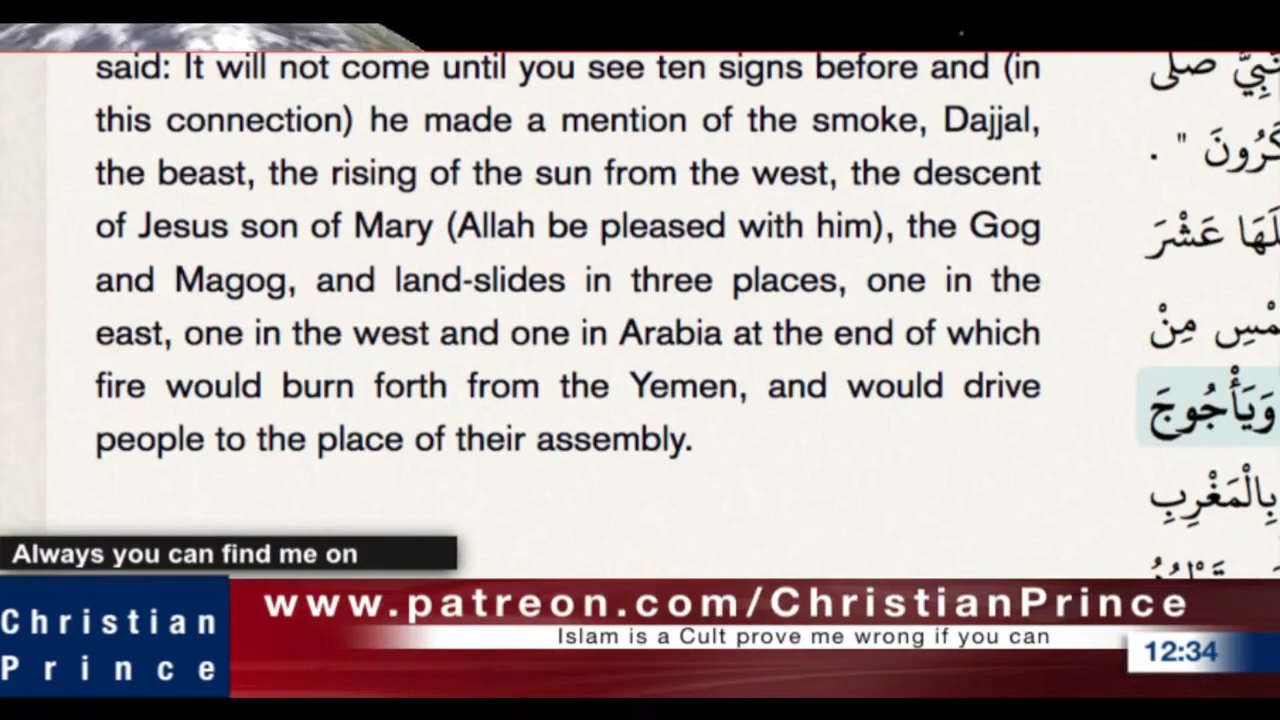 said: It will not come until you see ten signs before and (in
this connection) he made a mention of the smoke, Dajjal,
the beast, the rising of the sun from the west, the descent
of Jesus son of Mary (Allah be pleased with him), the Gog
and Magog, and land-slides in three places, one in the
east, one in the west and one in Arabia at the end of which
fire would burn forth from the Yemen, and would drive
people to the place of their assembly.
صلى
" .
عَشْرَ
مِنْ
وَيَأْجُوجَ
بِالْمَغْرِبِ
Always you can find me on
Christian
Prince
www.patreon.com/ChristianPrince
Islam is a Cult prove me wrong if you can
12:34